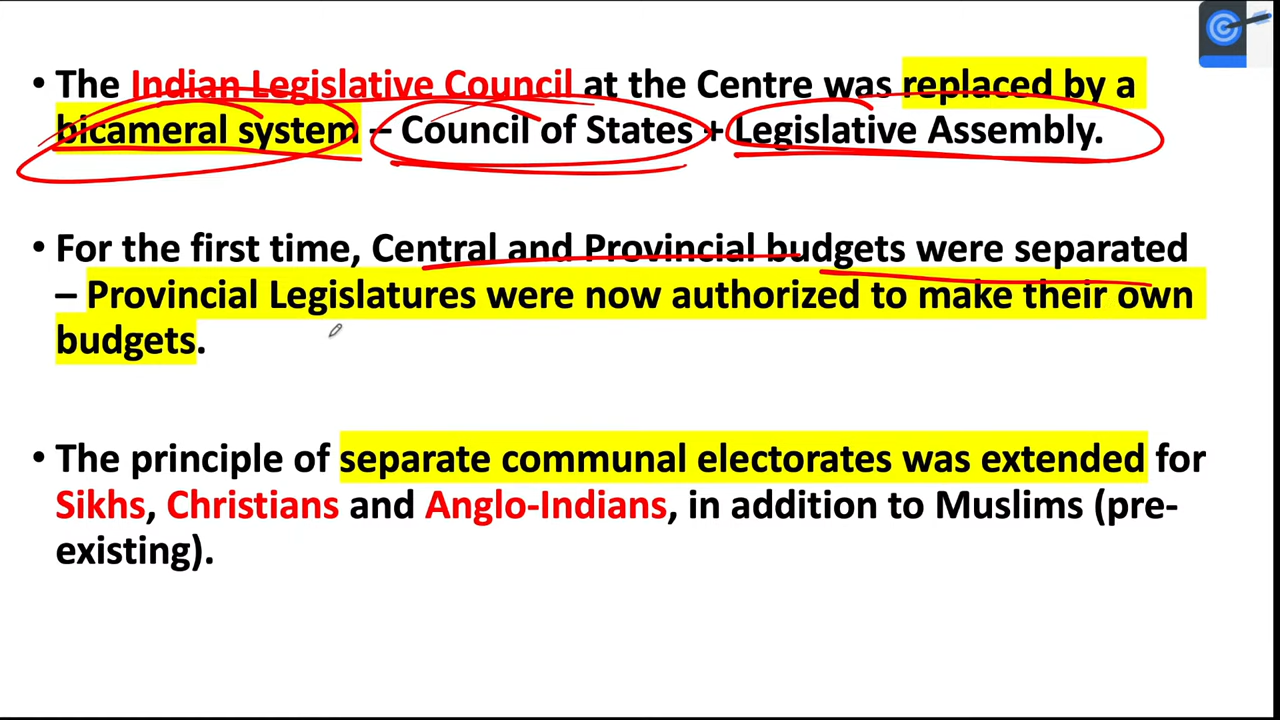 • The Indian Legislative Council at the Centre was replaced by a
bicameral system – Council of States + Legislative Assembly.
• For the first time, Central and Provincial budgets were separated
– Provincial Legislatures were now authorized to make their own
budgets.
• The principle of separate communal electorates was extended for
Sikhs, Christians and Anglo-Indians, in addition to Muslims (pre-
existing).